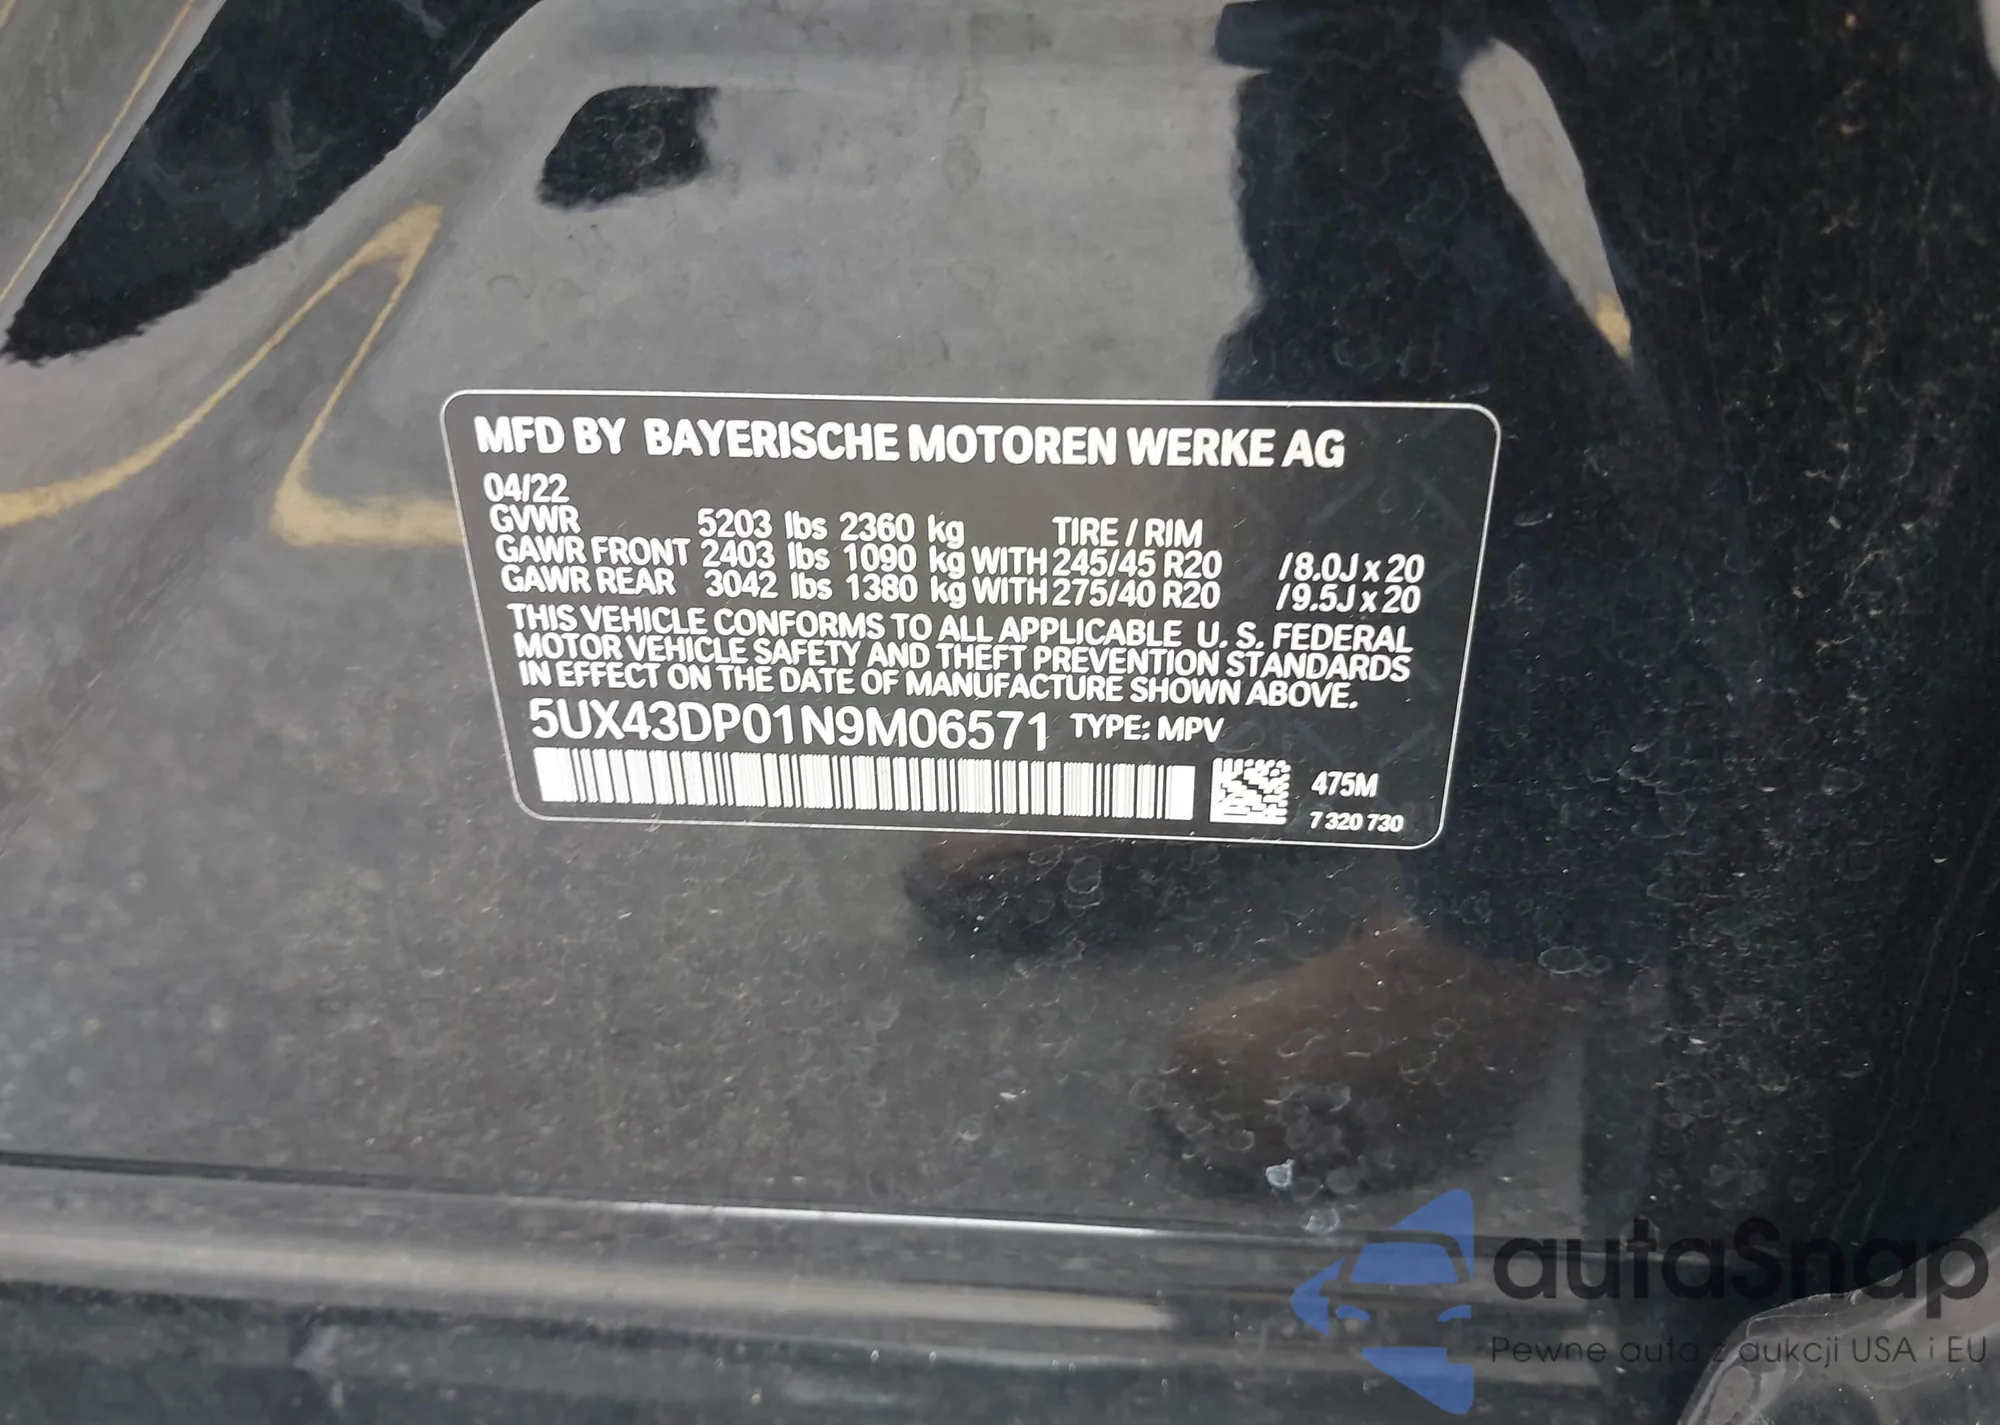 MFD BY BAYERISCHE MOTOREN WERKE AG
04/22
GVWR 5203 lbs 2360 kg TIRE / RIM
GAWR FRONT 2403 lbs 1090 kg WITH 245/45 R20 /8.0J x 20
GAWR REAR 3042 lbs 1380 kg WITH 275/40 R20 /9.5J x 20
THIS VEHICLE CONFORMS TO ALL APPLICABLE U. S. FEDERAL
MOTOR VEHICLE SAFETY AND THEFT PREVENTION STANDARDS
IN EFFECT ON THE DATE OF MANUFACTURE SHOWN ABOVE.
5UX43DP01N9M06571 TYPE: MPV
475M
7 320 730
autaSnap
Pewne auta z aukcji USA i EU